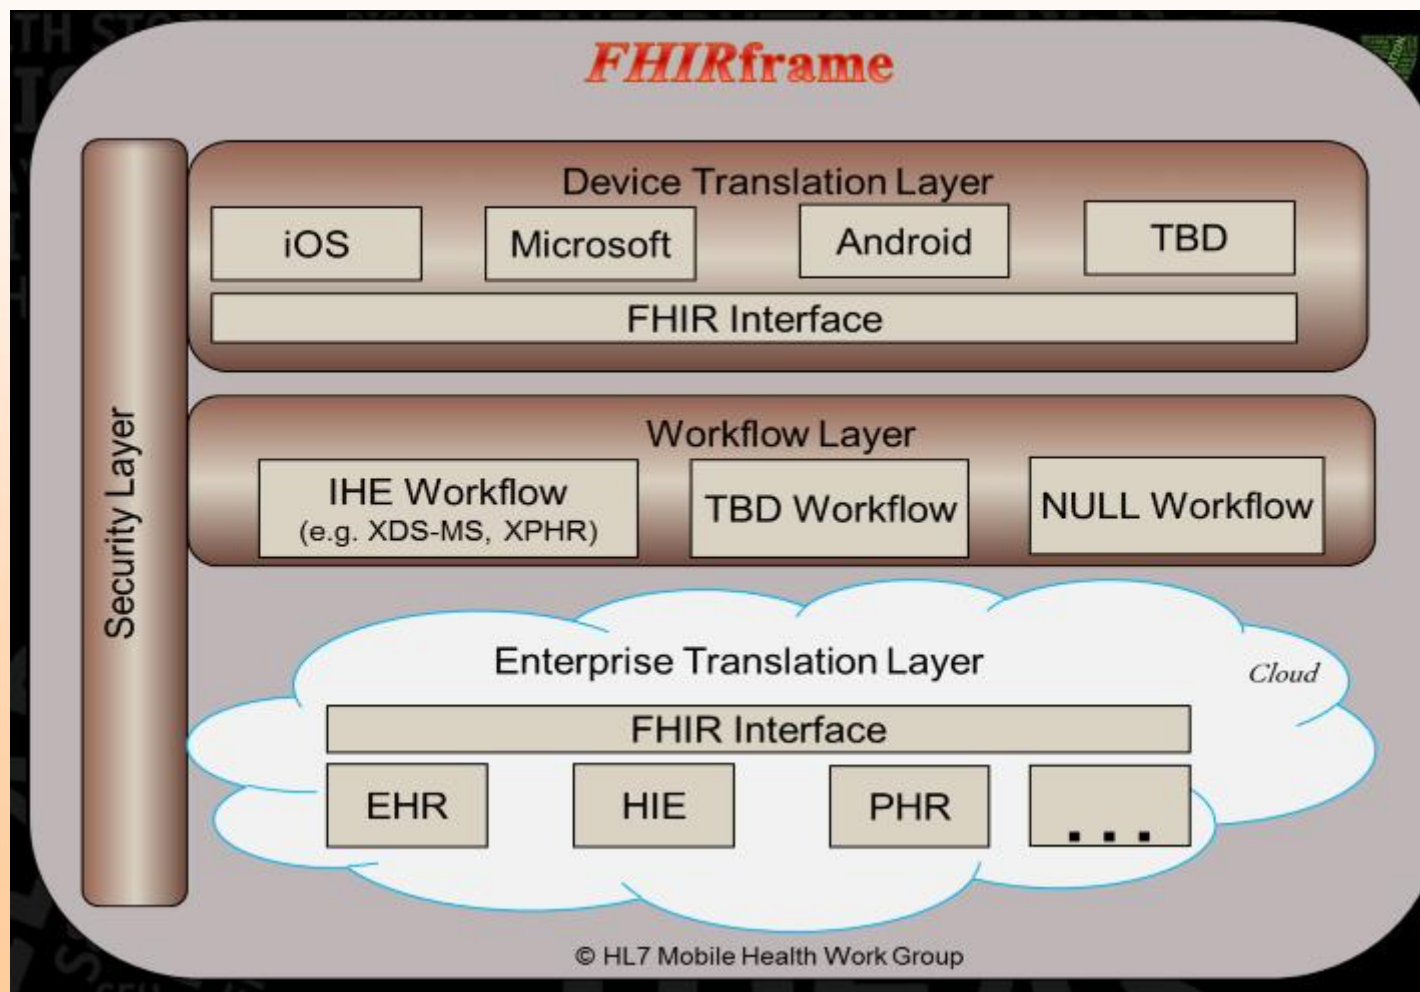 FHIRframe
Device Translation Layer
iOS
Microsoft
Android
TBD
FHIR Interface
Security Layer
Workflow Layer
IHE Workflow
(e.g. XDS-MS, XPHR)
TBD Workflow
NULL Workflow
Enterprise Translation Layer
Cloud
FHIR Interface
EHR
HIE
PHR
...
© HL7 Mobile Health Work Group